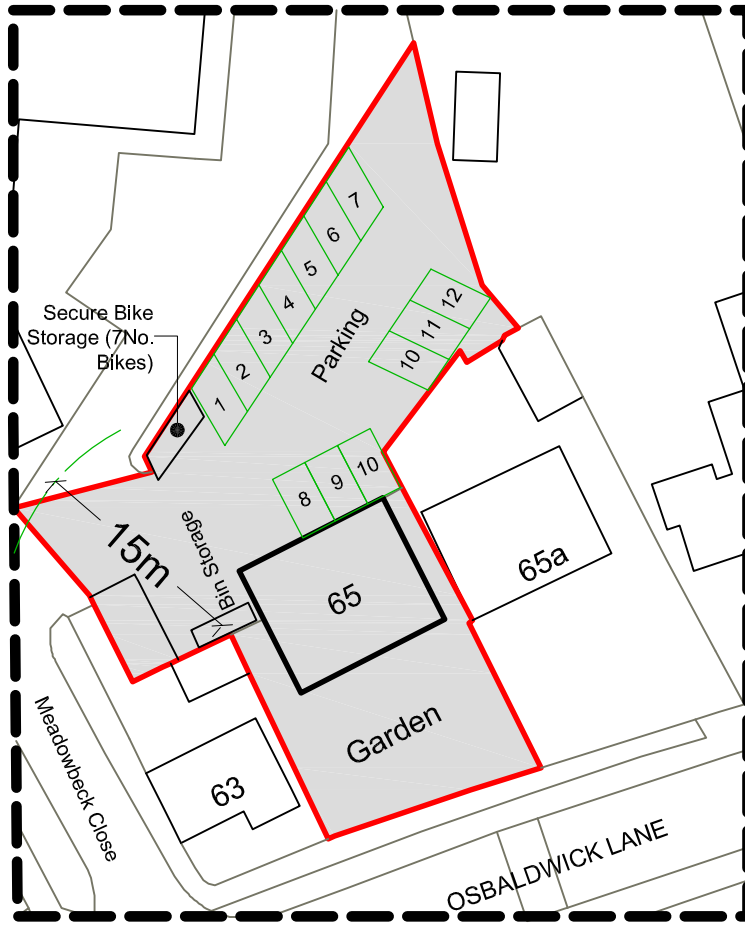 7
6
5
4
3
2
1
12
11
10
Parking
Secure Bike
Storage (7No.
Bikes)
8
9
10
15m
Bin Storage
65
65a
Garden
63
Meadowbeck Close
OSBALDWICK LANE